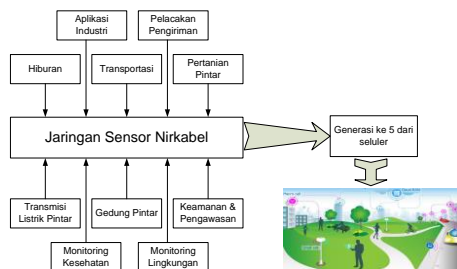 Aplikasi
Industri
Pelacakan
Pengiriman
Hiburan
Transportasi
Pertanian
Pintar
Jaringan Sensor Nirkabel
Generasi ke 5 dari
seluler
Transmisi
Listrik Pintar
Gedung Pintar
Keamanan &
Pengawasan
Monitoring
Kesehatan
Monitoring
Lingkungan